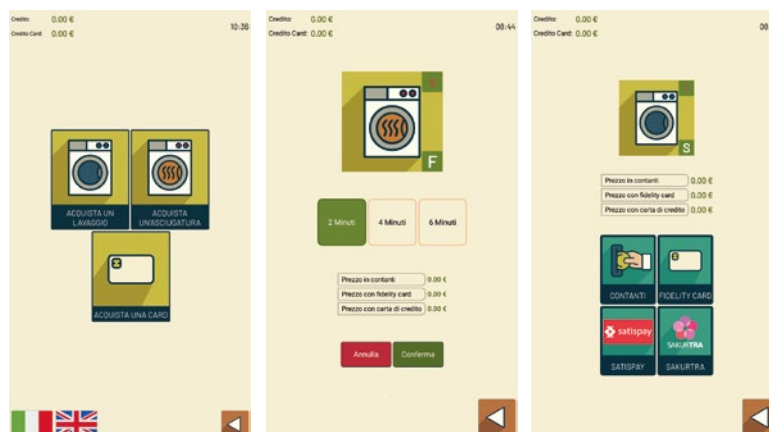 Credito: 0.00 €
Credito Card: 0.00 €
10:36
ACQUISTA UN
LAVAGGIO
ACQUISTA
UN'ASCIUGATURA
ACQUISTA UNA CARD
Credito: 0.00 €
Credito Card: 0.00 €
08:44
F
2 Minuti
4 Minuti
6 Minuti
Prezzo in contanti 0.00 €
Prezzo con fidelity card 0.00 €
Prezzo con carta di credito 0.00 €
Annulla
Conferma
Credito: 0.00 €
Credito Card: 0.00 €
08
S
Prezzo in contanti 0.00 €
Prezzo con fidelity card 0.00 €
Prezzo con carta di credito 0.00 €
CONTANTI
FIDELITY CARD
satispay
SATISPAY
SAKURTRA
SAKURTRA